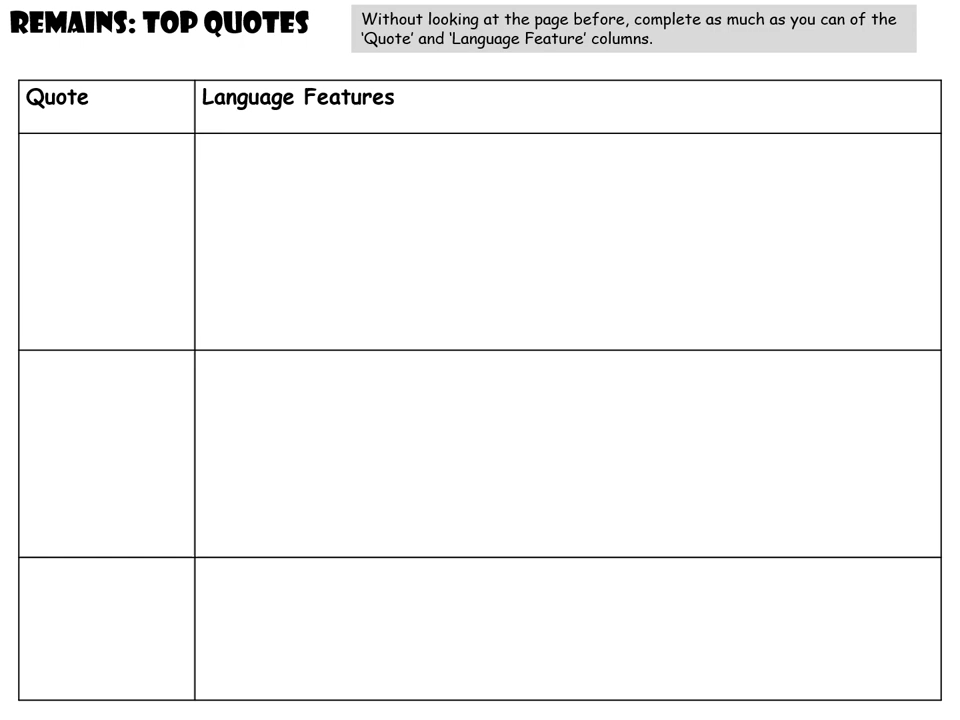 REMAINS: TOP QUOTES
Without looking at the page before, complete as much as you can of the
‘Quote’ and ‘Language Feature’ columns.
Quote
Language Features